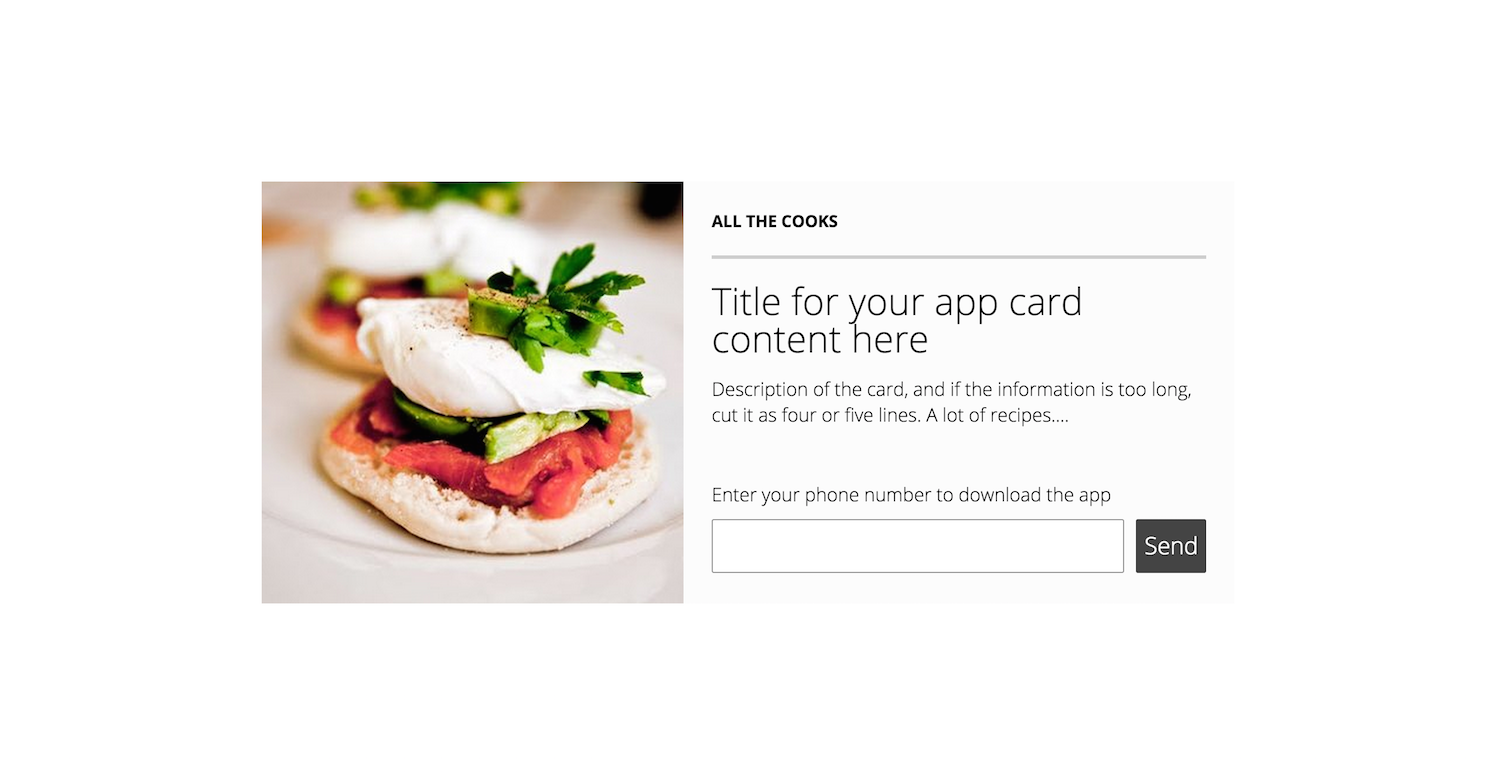 ALL THE COOKS
Title for your app card
content here
Description of the card, and if the information is too long,
cut it as four or five lines. A lot of recipes....
Enter your phone number to download the app
Send